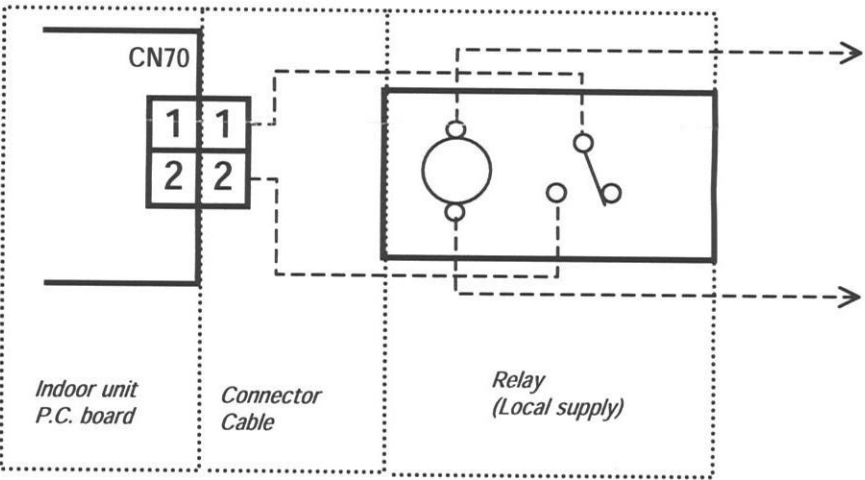 CN70
1 1
2 2
Indoor unit
P.C. board
Connector
Cable
Relay
(Local supply)